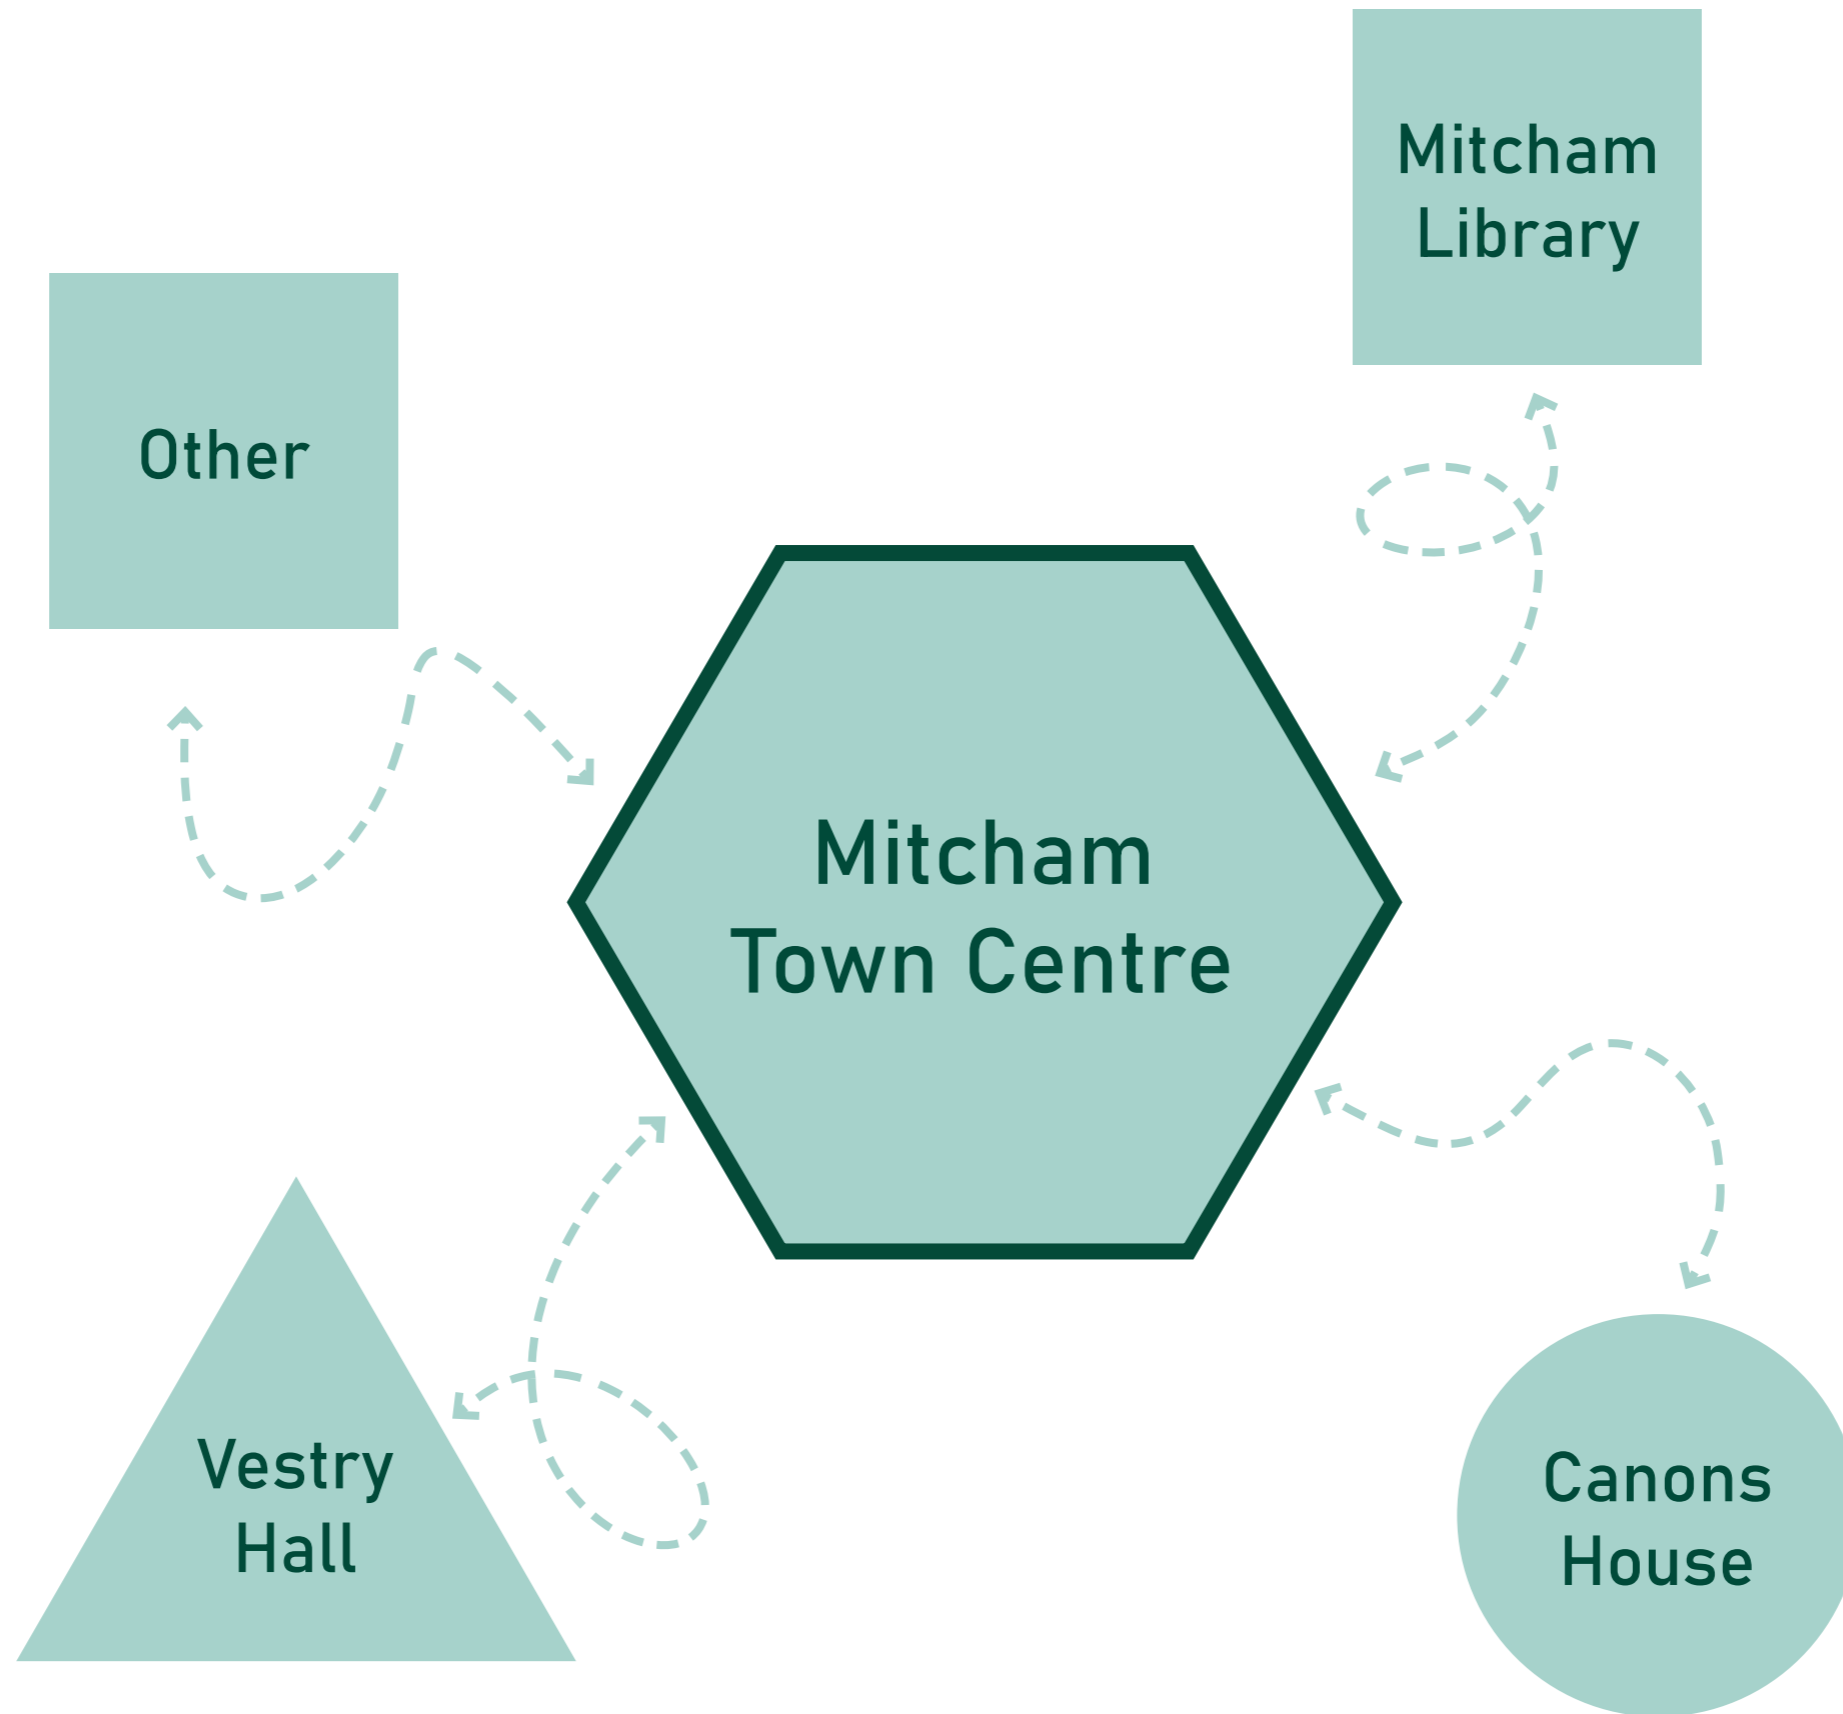 Mitcham
Library
Other
Mitcham
Town Centre
Vestry
Hall
Canons
House